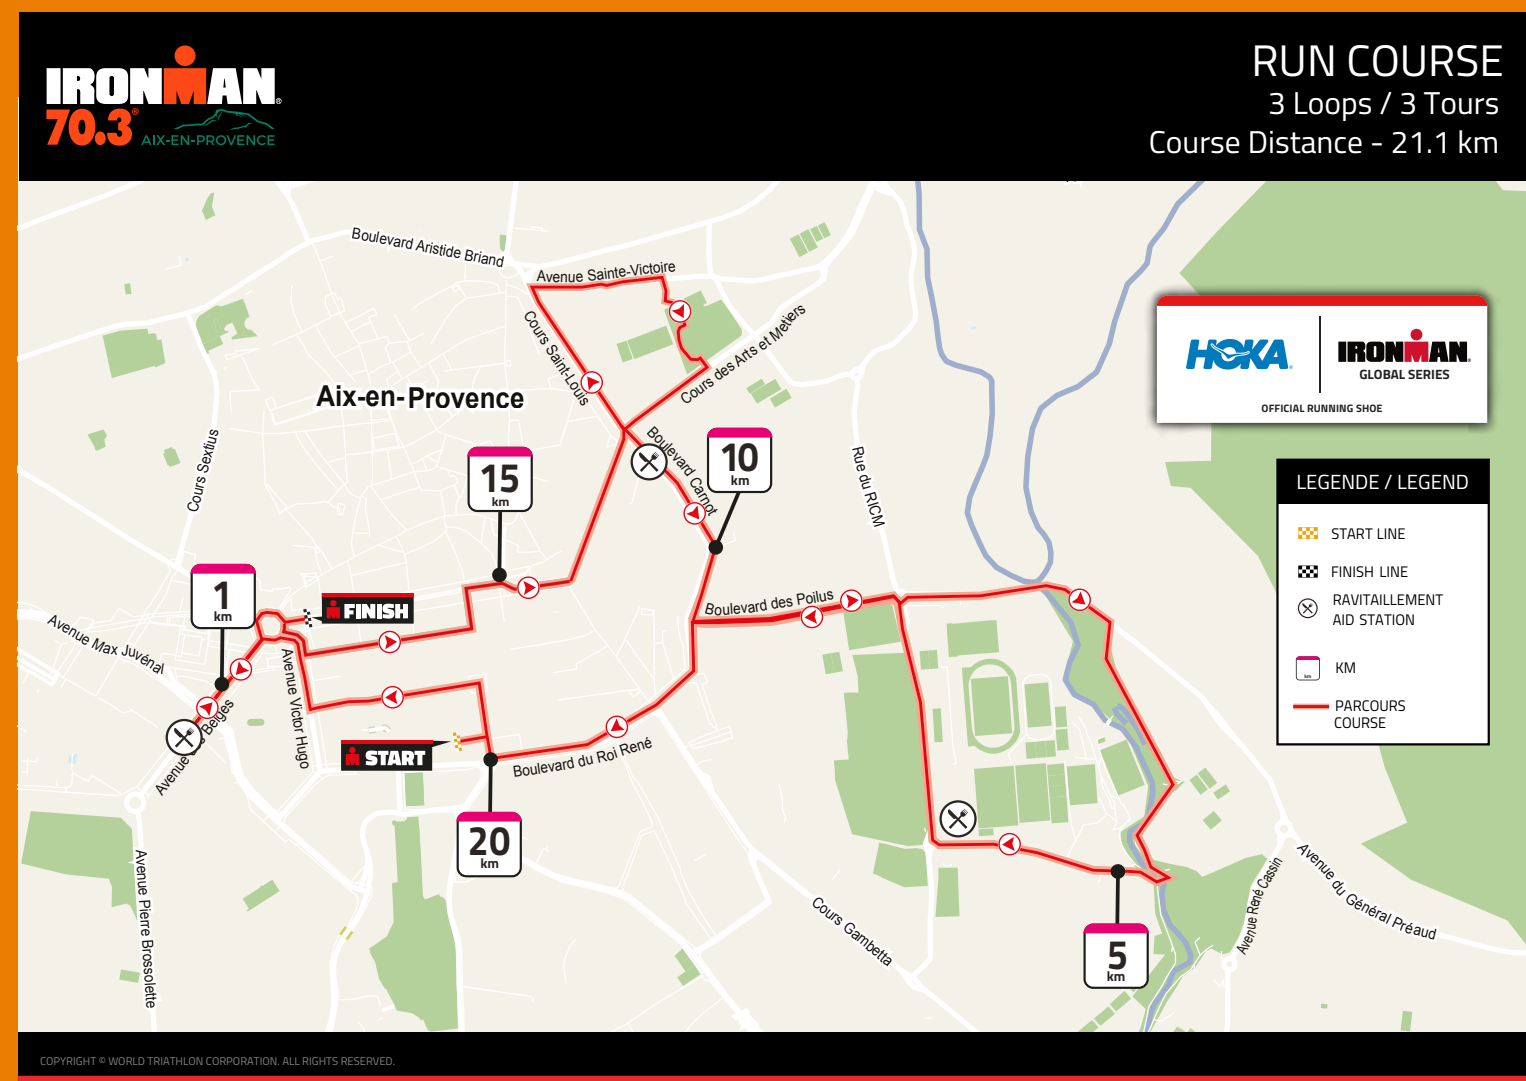 IRONMAN®
70.3®
AIX-EN-PROVENCE
RUN COURSE
3 Loops / 3 Tours
Course Distance - 21.1 km
Boulevard Aristide Briand
Avenue Sainte-Victoire
Cours Saint-Louis
Cours des Arts et Metiers
Aix-en-Provence
Cours Sextius
Boulevard Carnot
Rue du RICM
10
km
15
km
1
km
FINISH
Boulevard des Poilus
Avenue Max Juvénal
Avenue Victor Hugo
START
Boulevard du Roi René
20
km
Avenue Pierre Brossolette
Cours Gambetta
5
km
Avenue René Cassin
Avenue du Général Préaud
HOKA
IRONMAN®
GLOBAL SERIES
OFFICIAL RUNNING SHOE
LEGENDE / LEGEND
START LINE
FINISH LINE
RAVITAILLEMENT
AID STATION
km
KM
PARCOURS
COURSE
COPYRIGHT © WORLD TRIATHLON CORPORATION. ALL RIGHTS RESERVED.